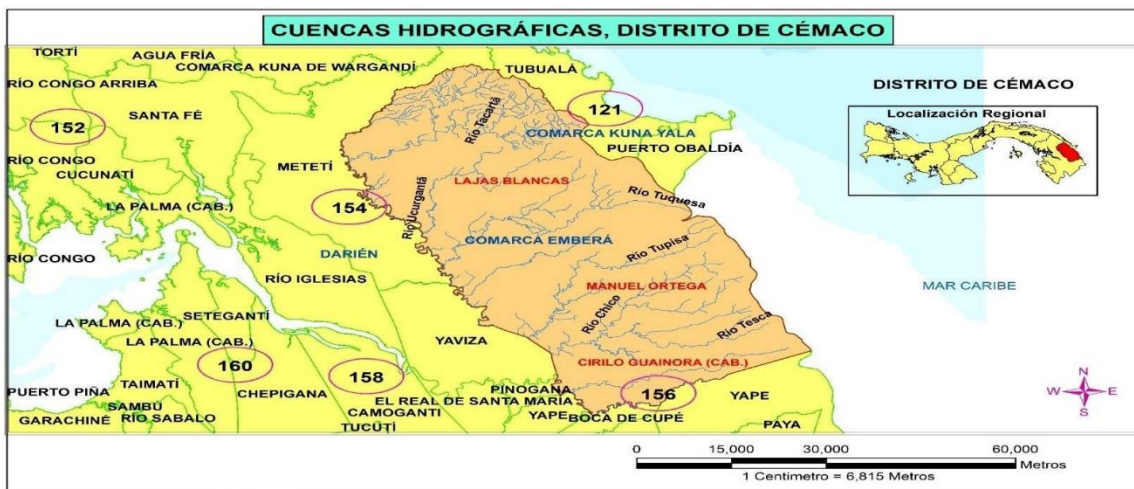 CUENCAS HIDROGRÁFICAS, DISTRITO DE CÉMACO
TORTÍ
AGUA FRÍA
COMARCA KUNA DE WARGANDÍ
TUBUALÁ
RÍO CONGO ARRIBA
152
SANTA FÉ
121
COMARCA KUNA YALA
PUERTO OBALDÍA
DISTRITO DE CÉMACO
Localización Regional
Río Tacartá
RÍO CONGO
CUCUNATÍ
METETÍ
LAJAS BLANCAS
Río Tuquesa
LA PALMA (CAB.)
154
Río Ucurgantá
COMARCA EMBERÁ
Río Tupisa
RÍO CONGO
DARIÉN
RÍO IGLESIAS
MANUEL ORTEGA
MAR CARIBE
Río Chico
Río Tesca
LA PALMA (CAB.)
SETEGANTÍ
LA PALMA (CAB.)
YAVIZA
CIRILO GUAINORA (CAB.)
160
158
156
PUERTO PIÑA
TAIMATÍ
CHEPIGANA
PINOGANA
EL REAL DE SANTA MARÍA
YAPE
SAMBÚ
RÍO SABALO
CAMOGANTI
YAPE
BOCA DE CUPÉ
GARACHINÉ
TUCUTÍ
PAYA
N
W E
S
0 15,000 30,000 60,000
Metros
1 Centimetro = 6,815 Metros